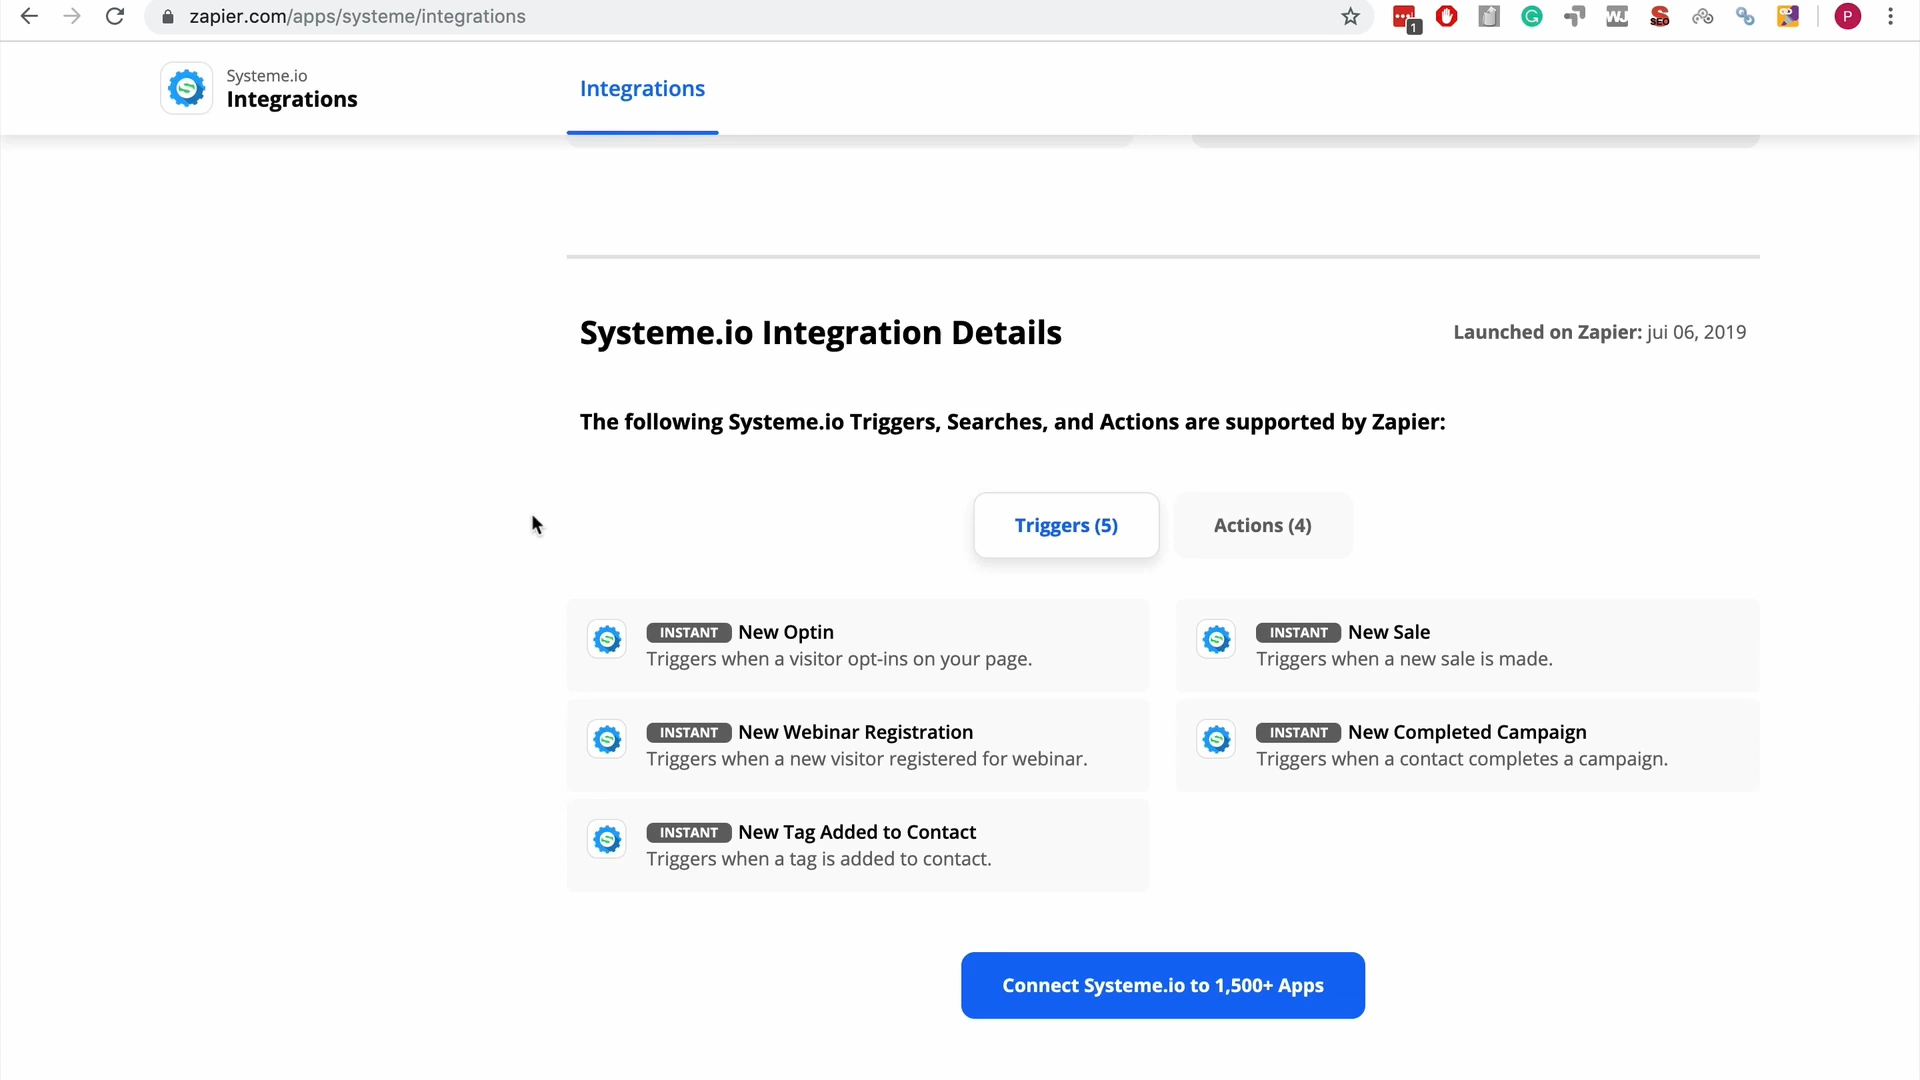 zapier.com/apps/systeme/integrations
1
WJ
SEO
P
Systeme.io
Integrations
Integrations
Systeme.io Integration Details
Launched on Zapier: jui 06, 2019
The following Systeme.io Triggers, Searches, and Actions are supported by Zapier:
Triggers (5)
Actions (4)
INSTANT New Optin
Triggers when a visitor opt-ins on your page.
INSTANT New Sale
Triggers when a new sale is made.
INSTANT New Webinar Registration
Triggers when a new visitor registered for webinar.
INSTANT New Completed Campaign
Triggers when a contact completes a campaign.
INSTANT New Tag Added to Contact
Triggers when a tag is added to contact.
Connect Systeme.io to 1,500+ Apps